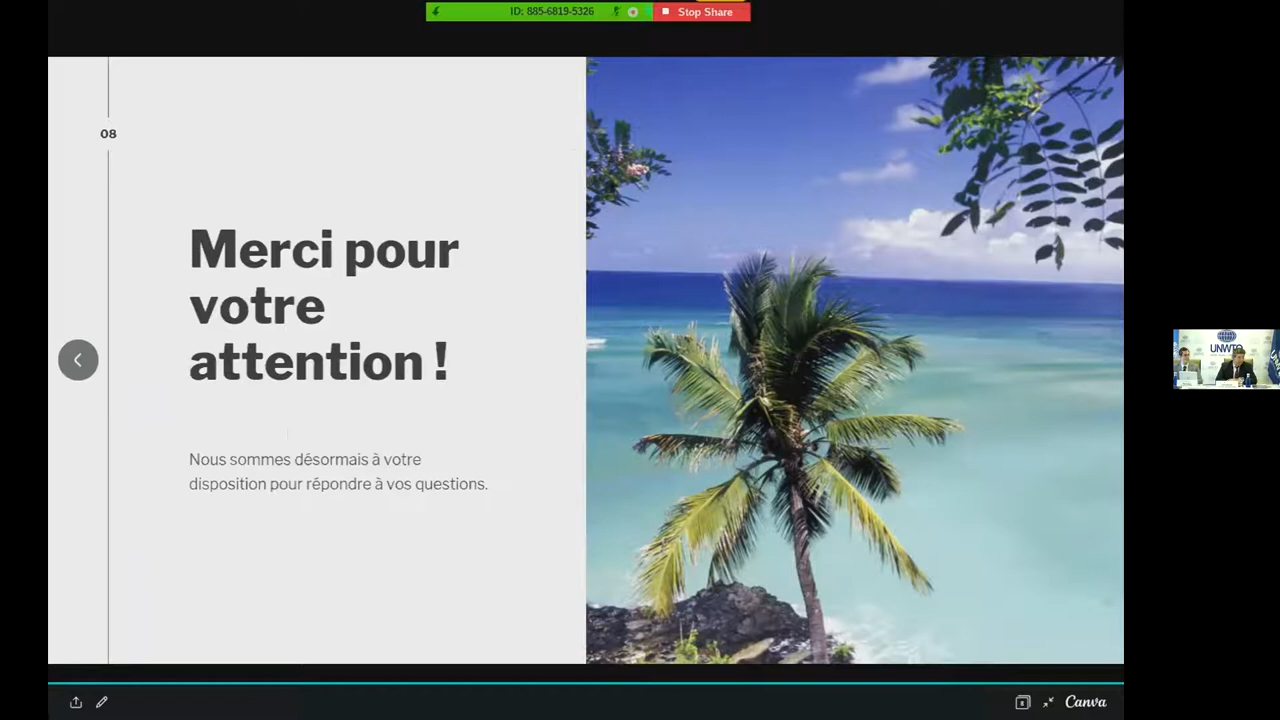 ID: 885-6819-5326
Stop Share
08
Merci pour
votre
attention !
Nous sommes désormais à votre
disposition pour répondre à vos questions.
UNWTO
8
Canva